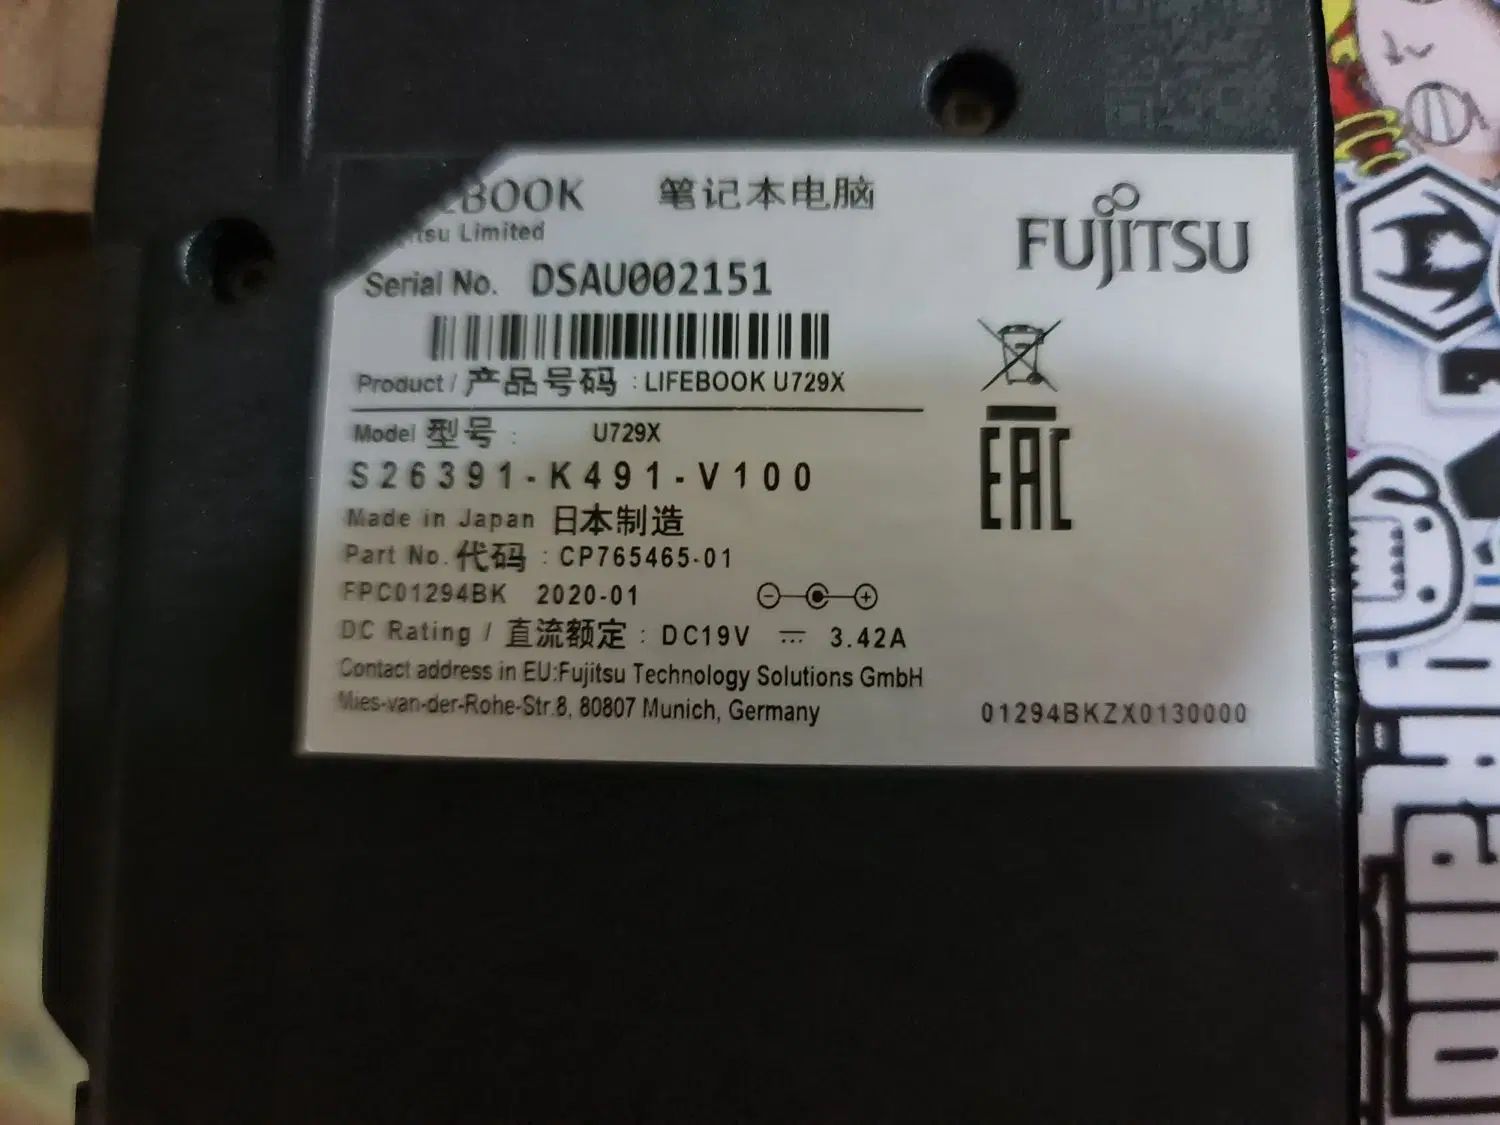 EBOOK 笔记本电脑
FUJITSU
itsu Limited
Serial No. DSAU002151
Product / 产品号码 : LIFEBOOK U729X
Model 型号 : U729X
S26391-K491-V100
EAC
Made in Japan 日本制造
Part No. 代码 : CP765465-01
FPC01294BK 2020-01
DC Rating / 直流额定 : DC19V 3.42A
Contact address in EU:Fujitsu Technology Solutions GmbH
Mies-van-der-Rohe-Str.8, 80807 Munich, Germany
01294BKZX0130000